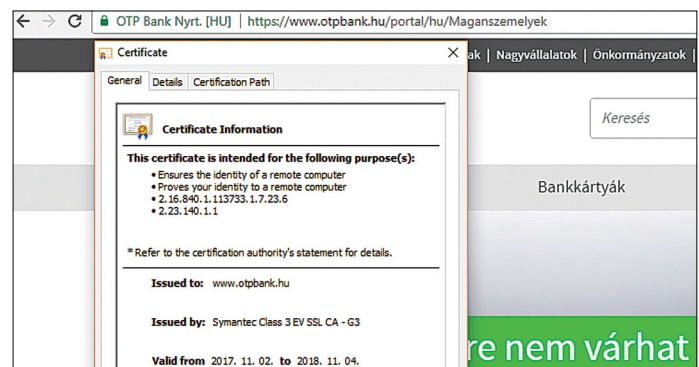 OTP Bank Nyrt. [HU] | https://www.otpbank.hu/portal/hu/Maganszemelyek
Certificate
ak | Nagyvállalatok | Önkormányzatok |
General Details Certification Path
Keresés
Certificate Information
This certificate is intended for the following purpose(s):
• Ensures the identity of a remote computer
• Proves your identity to a remote computer
• 2.16.840.1.113733.1.7.23.6
• 2.23.140.1.1
Bankkártyák
* Refer to the certification authority's statement for details.
Issued to: www.otpbank.hu
Issued by: Symantec Class 3 EV SSL CA - G3
re nem várhat
Valid from 2017. 11. 02. to 2018. 11. 04.